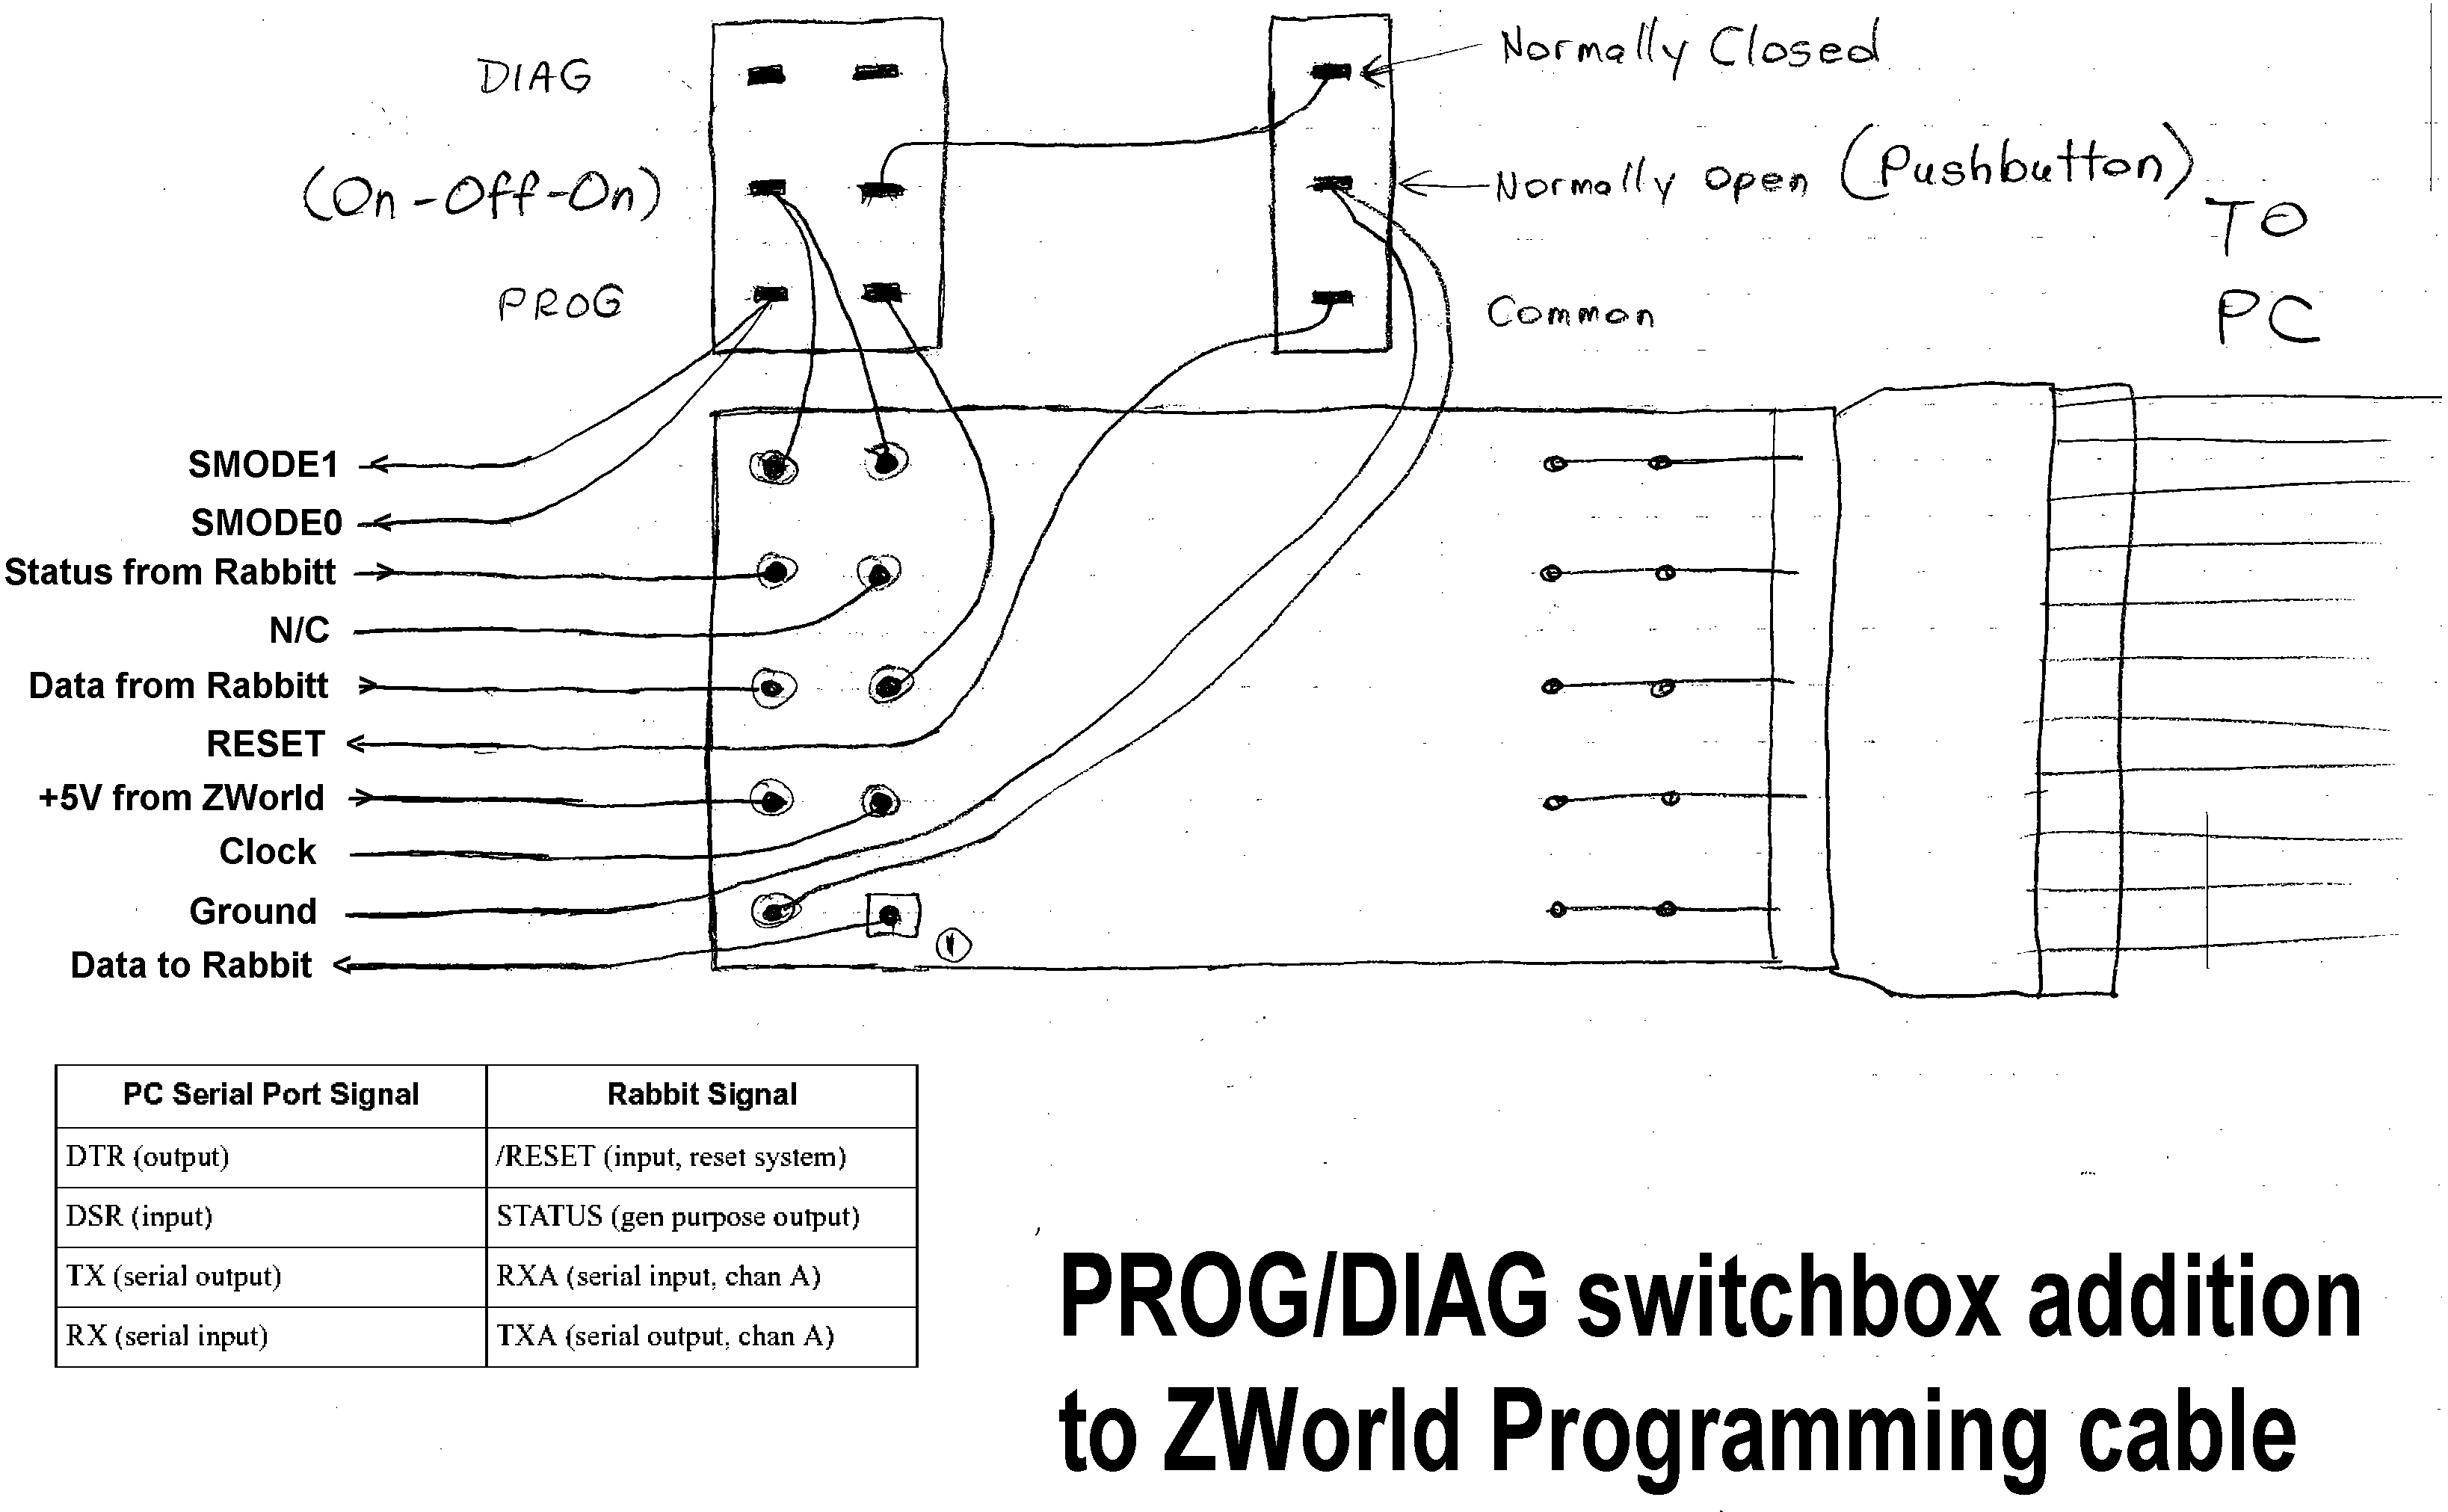 DIAG
Normally Closed
(On-Off-On)
Normally Open (Pushbutton)
TO
PC
PROG
Common
SMODE1
SMODE0
Status from Rabbitt
N/C
Data from Rabbitt
RESET
+5V from ZWorld
Clock
Ground
Data to Rabbit
1
PC Serial Port Signal Rabbit Signal
DTR (output) /RESET (input, reset system)
DSR (input) STATUS (gen purpose output)
TX (serial output) RXA (serial input, chan A)
RX (serial input) TXA (serial output, chan A)
PROG/DIAG switchbox addition
to ZWorld Programming cable